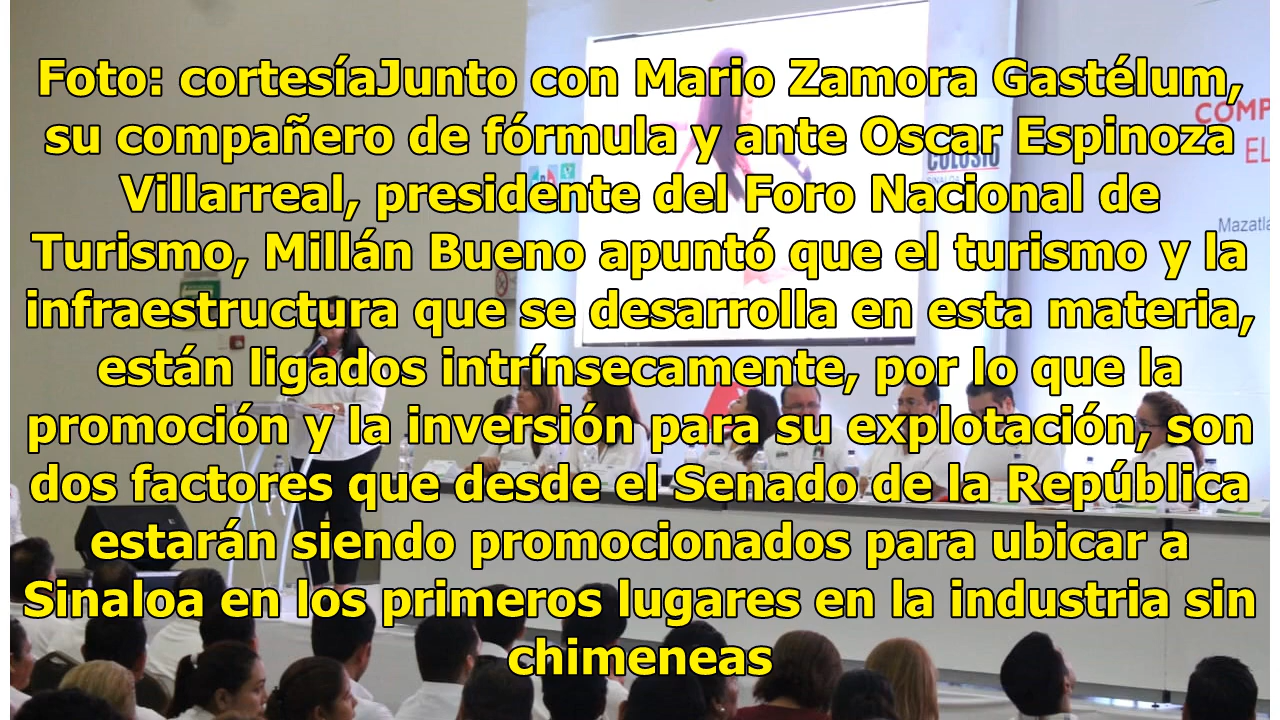 Foto: cortesíaJunto con Mario Zamora Gastélum,
su compañero de fórmula y ante Oscar Espinoza
Villarreal, presidente del Foro Nacional de
Turismo, Millán Bueno apuntó que el turismo y la
infraestructura que se desarrolla en esta materia,
están ligados intrínsecamente, por lo que la
promoción y la inversión para su explotación, son
dos factores que desde el Senado de la República
estarán siendo promocionados para ubicar a
Sinaloa en los primeros lugares en la industria sin
chimeneas
COLOSIO